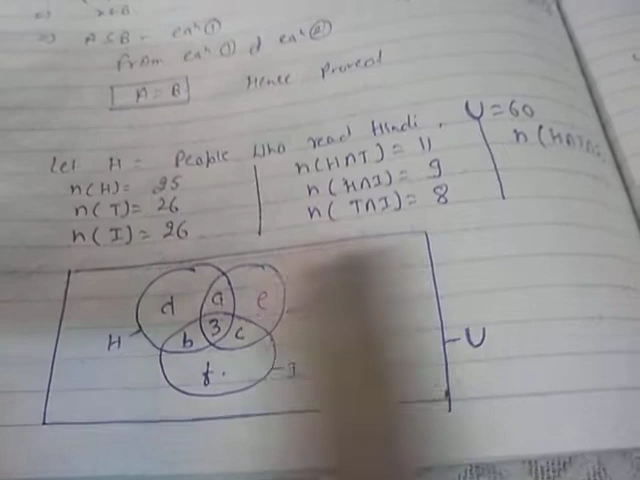 A ⊆ B - eqⁿ ①
From eqⁿ ① & eqⁿ ②
A = B Hence Proved
Let H = People who read Hindi.
n(H) = 25
n(T) = 26
n(I) = 26
n(H∩T) = 11
n(H∩I) = 9
n(T∩I) = 8
U = 60
n(H∩T∩
d a e
3
b c
H
f.
I
U